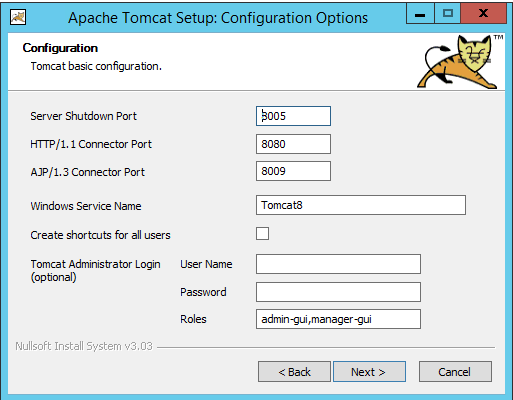 Apache Tomcat Setup: Configuration Options
Configuration
Tomcat basic configuration.
TM
Server Shutdown Port 8005
HTTP/1.1 Connector Port 8080
AJP/1.3 Connector Port 8009
Windows Service Name Tomcat8
Create shortcuts for all users
Tomcat Administrator Login User Name
(optional)
Password
Roles admin-gui,manager-gui
Nullsoft Install System v3.03
< Back Next > Cancel